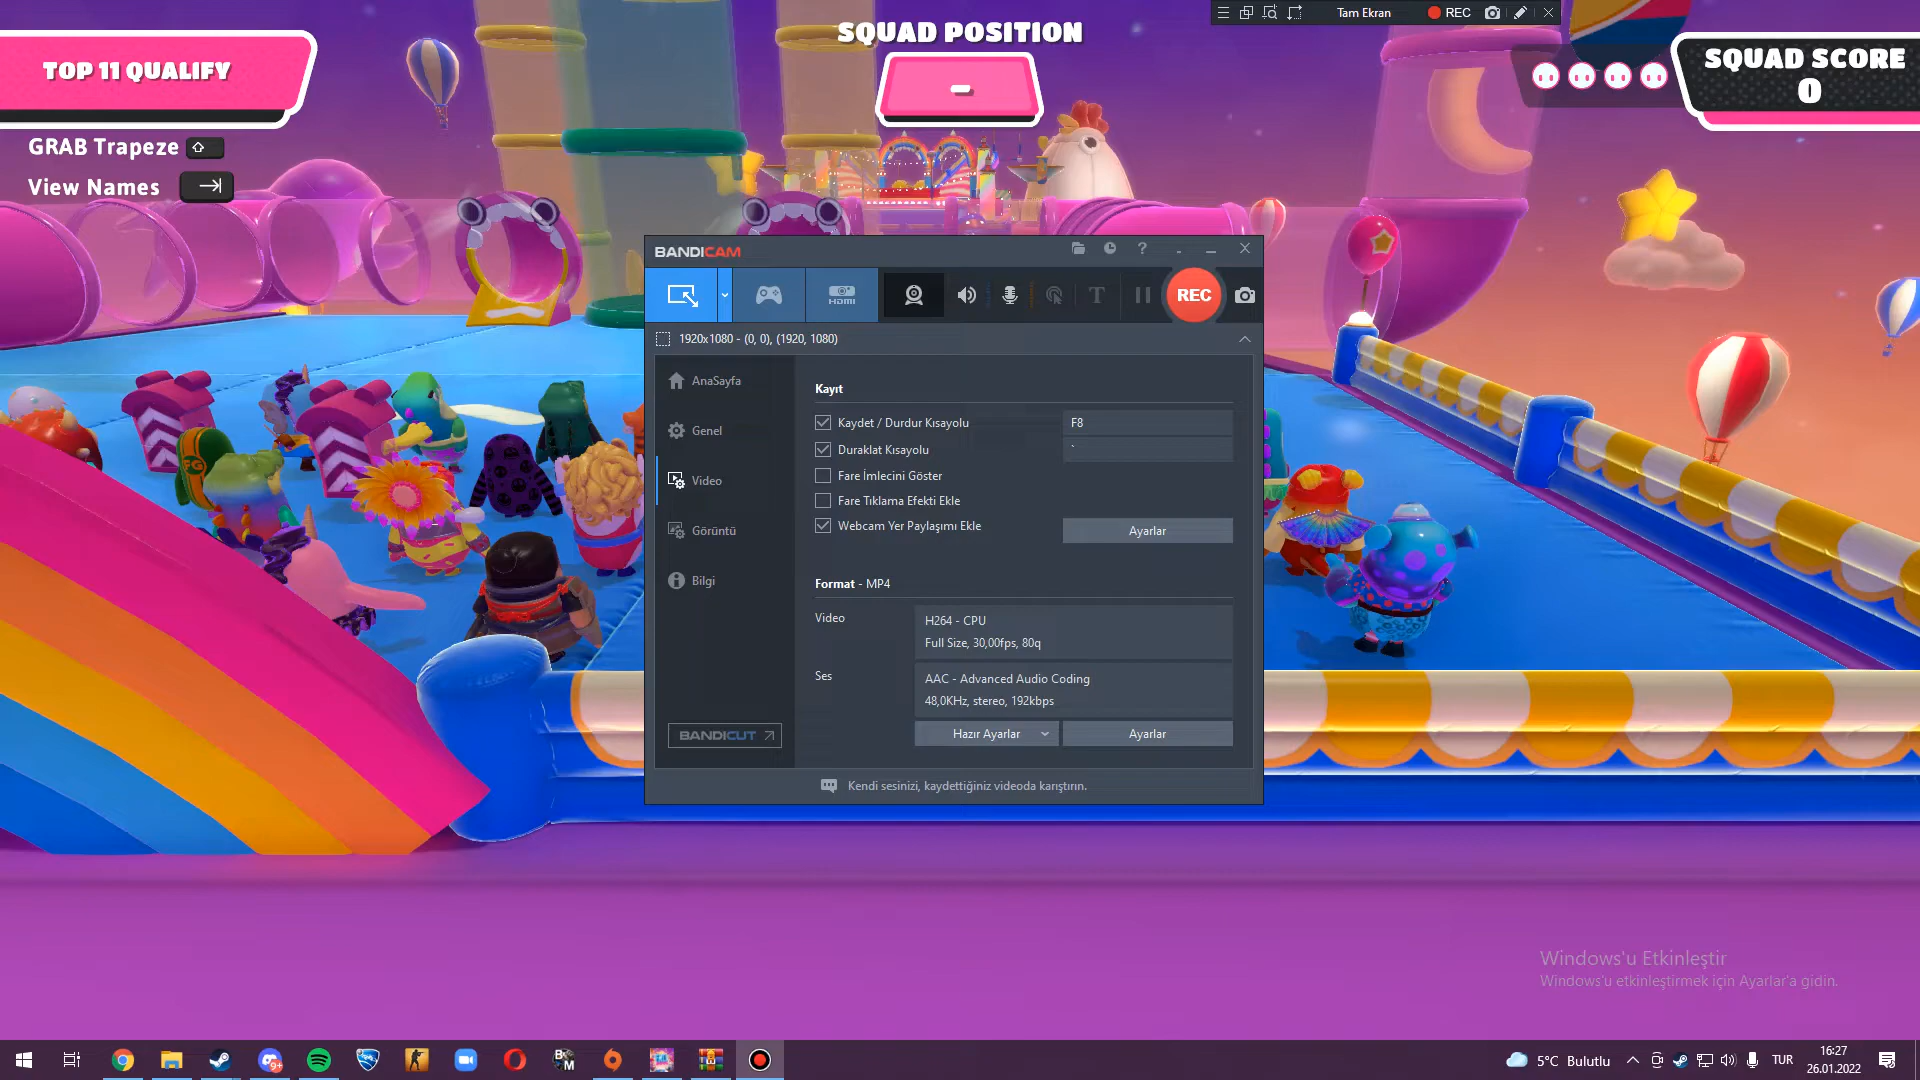 SQUAD POSITION
-
TOP 11 QUALIFY
GRAB Trapeze
View Names
Tam Ekran
REC
SQUAD SCORE
0
BANDICAM
?
HDMI
T
REC
1920x1080 - (0, 0), (1920, 1080)
AnaSayfa
Genel
Video
Görüntü
Bilgi
BANDICUT
Kayıt
Kaydet / Durdur Kısayolu
F8
Duraklat Kısayolu
`
Fare İmlecini Göster
Fare Tıklama Efekti Ekle
Webcam Yer Paylaşımı Ekle
Ayarlar
Format - MP4
Video
H264 - CPU
Full Size, 30,00fps, 80q
Ses
AAC - Advanced Audio Coding
48,0KHz, stereo, 192kbps
Hazır Ayarlar
Ayarlar
Kendi sesinizi, kaydettiğiniz videoda karıştırın.
FG
Windows'u Etkinleştir
Windows'u etkinleştirmek için Ayarlar'a gidin.
9+
5°C Bulutlu
TUR
16:27
26.01.2022